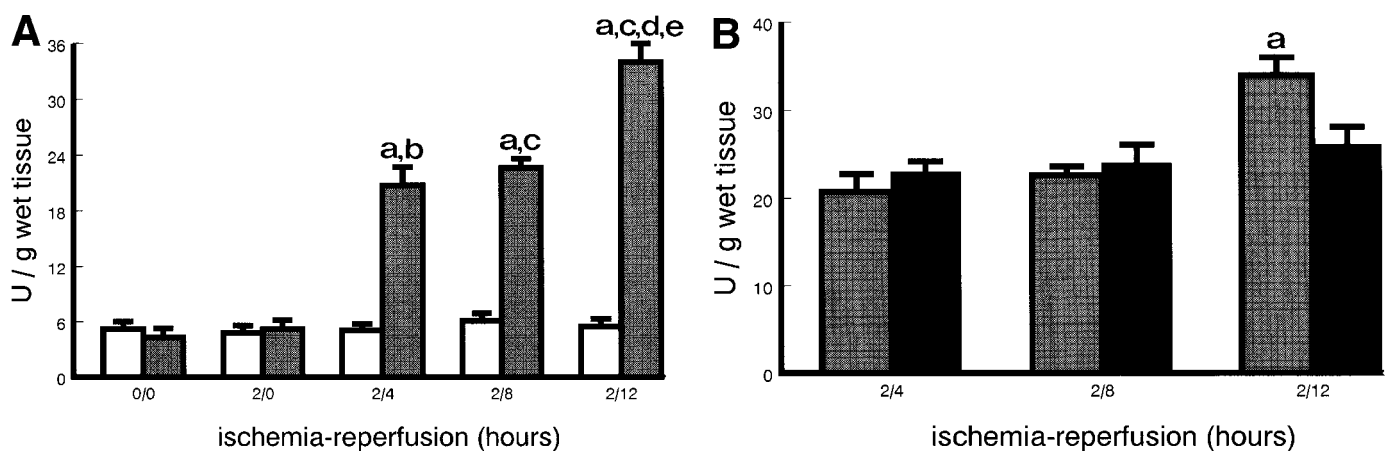 A
U / g wet tissue
36
30
24
18
12
6
0
a,b
a,c
a,c,d,e
0/0 2/0 2/4 2/8 2/12
ischemia-reperfusion (hours)
B
U / g wet tissue
40
30
20
10
0
a
2/4 2/8 2/12
ischemia-reperfusion (hours)